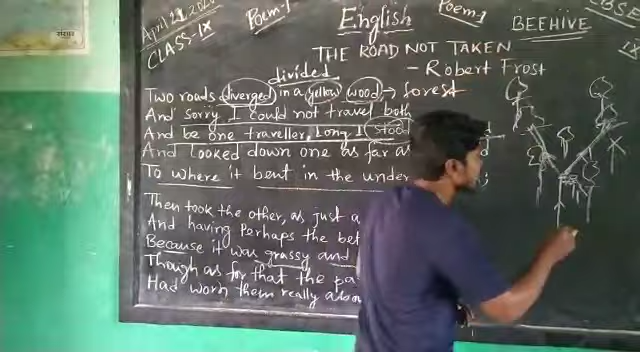 April 21, 20
CLASS-IX
Poem-1
English
Poem-1
BEEHIVE
CBSE
THE ROAD NOT TAKEN
- Robert Frost
divided
Two roads diverged in a yellow wood → forest
And Sorry I could not travel both
And be one traveller, Long I stood
And Looked down one as far as
To where it bent in the under
Then took the other, as just a
And having Perhaps the bet
Because it was grassy and
Though as for that the pa
Had worn them really abo